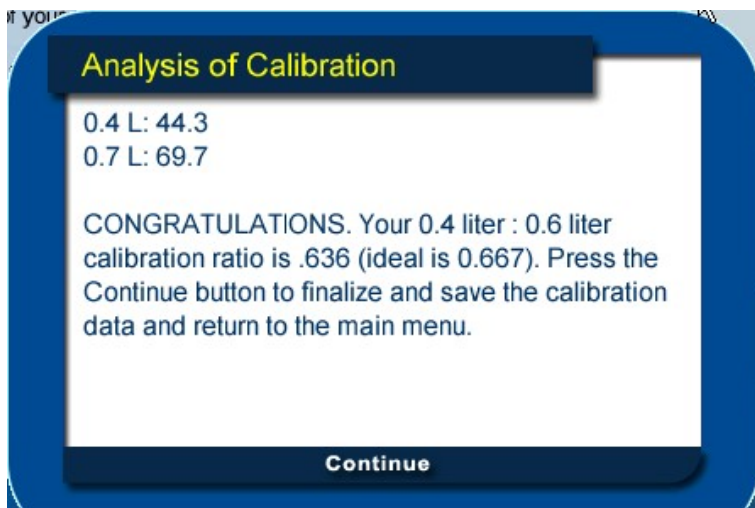 of your
Analysis of Calibration
0.4 L: 44.3
0.7 L: 69.7
CONGRATULATIONS. Your 0.4 liter : 0.6 liter
calibration ratio is .636 (ideal is 0.667). Press the
Continue button to finalize and save the calibration
data and return to the main menu.
Continue